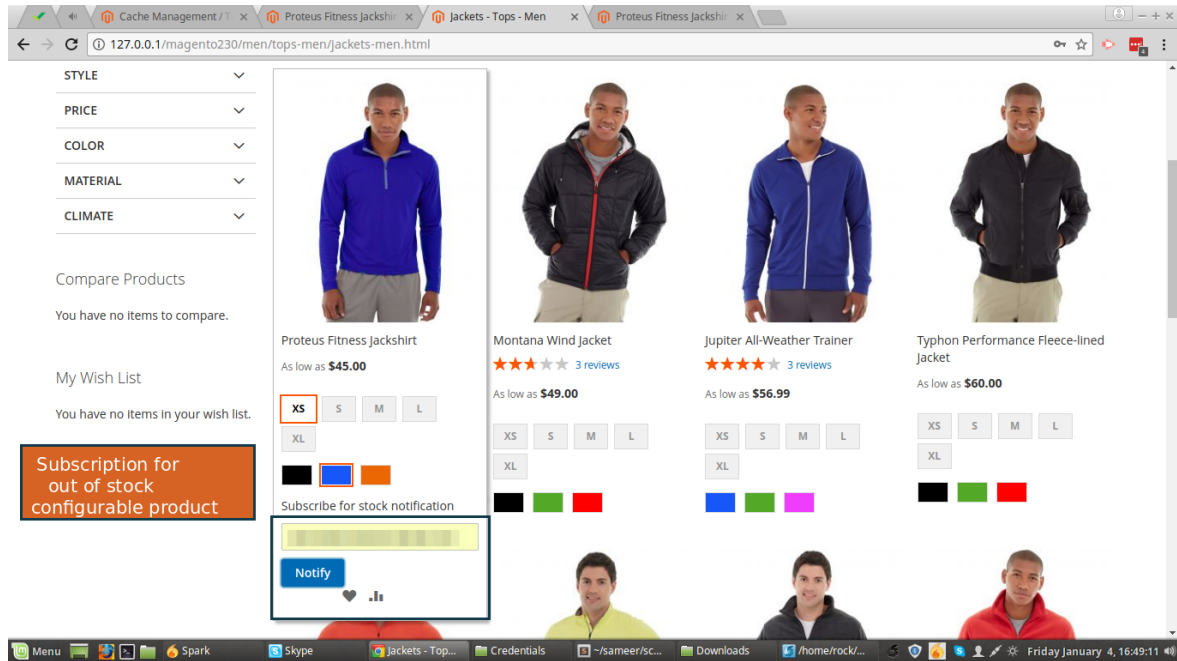 Cache Management / T
Proteus Fitness Jackshir
Jackets - Tops - Men
Proteus Fitness Jackshir
127.0.0.1/magento230/men/tops-men/jackets-men.html
4
STYLE
PRICE
COLOR
MATERIAL
CLIMATE
Compare Products
You have no items to compare.
My Wish List
You have no items in your wish list.
Subscription for
out of stock
configurable product
Proteus Fitness Jackshirt
As low as $45.00
XS S M L
XL
Subscribe for stock notification
Notify
Montana Wind Jacket
3 reviews
As low as $49.00
XS S M L
XL
Jupiter All-Weather Trainer
3 reviews
As low as $56.99
XS S M L
XL
Typhon Performance Fleece-lined
Jacket
As low as $60.00
XS S M L
XL
Menu Spark Skype Jackets - Top... Credentials ~/sameer/sc... Downloads /home/rock/... Friday January 4, 16:49:11